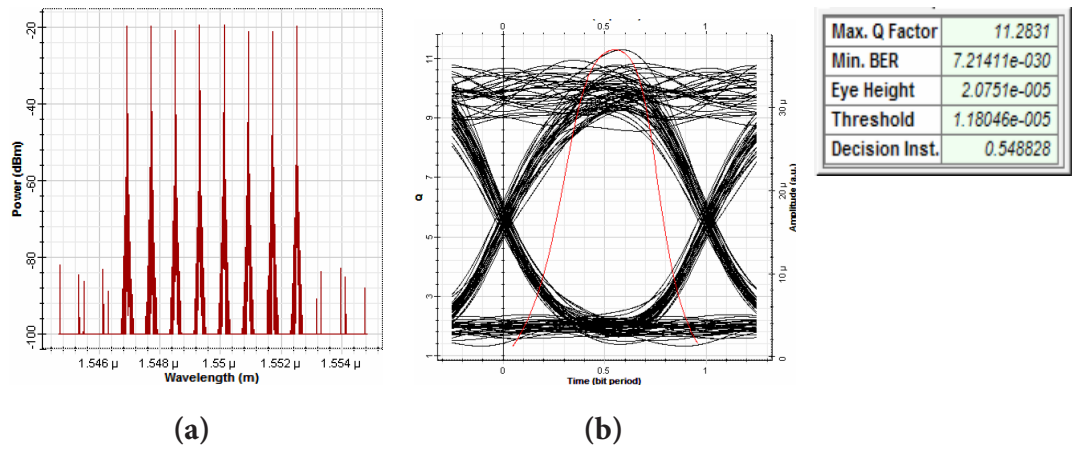 -20
-40
-60
-80
-100
Power (dBm)
1.546 µ 1.548 µ 1.55 µ 1.552 µ 1.554 µ
Wavelength (m)
(a)
0 0.5 1
11
9
7
5
3
1
Q
30 µ
20 µ
10 µ
0
Amplitude (a.u.)
0 0.5 1
Time (bit period)
(b)
Max. Q Factor 11.2831
Min. BER 7.21411e-030
Eye Height 2.0751e-005
Threshold 1.18046e-005
Decision Inst. 0.548828